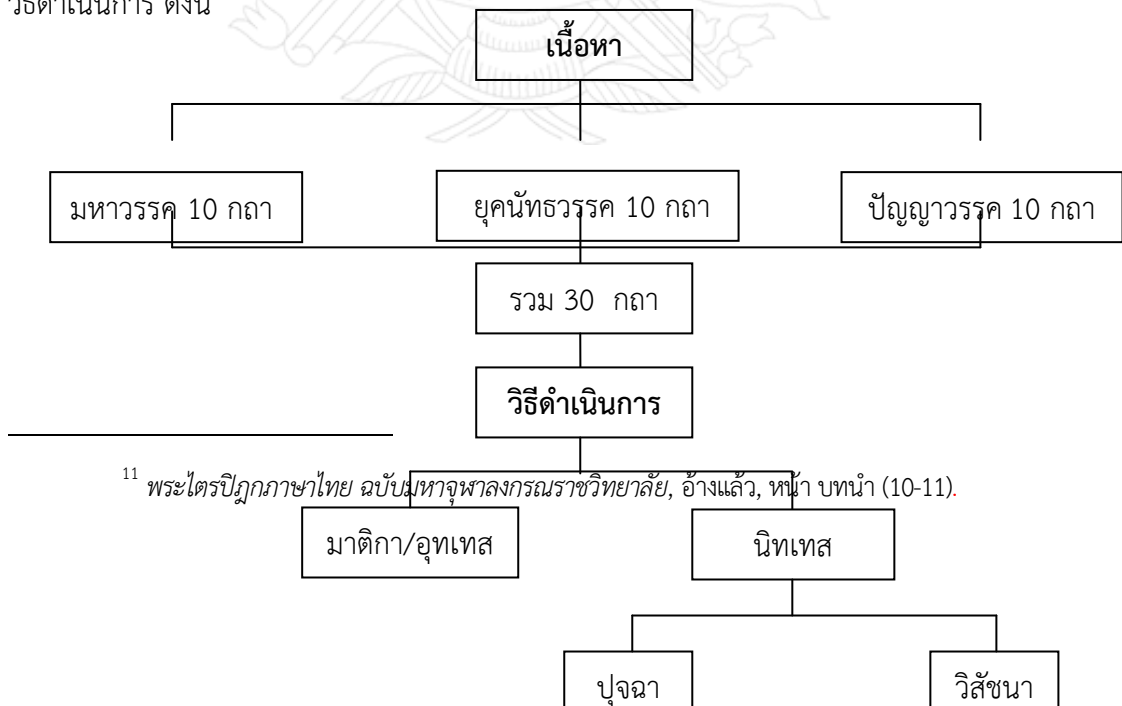 วิธีดำเนินการ ดังนี้
เนื้อหา
มหาวรรค 10 กถา ยุคนัทธวรรค 10 กถา ปัญญาวรรค 10 กถา
รวม 30 กถา
วิธีดำเนินการ
11 พระไตรปิฎกภาษาไทย ฉบับมหาจุฬาลงกรณราชวิทยาลัย, อ้างแล้ว, หน้า บทนำ (10-11).
มาติกา/อุทเทส นิทเทส
ปุจฉา วิสัชนา